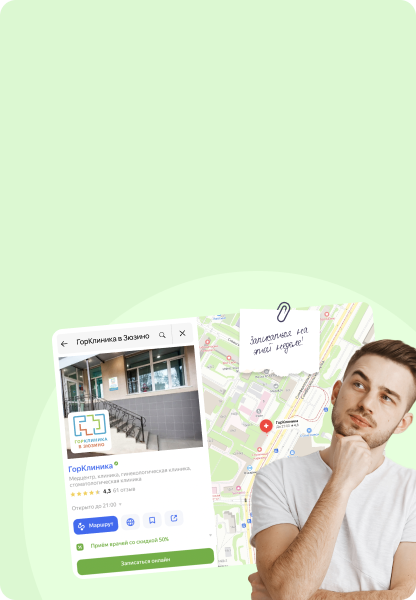 ГорКлиника в Зюзино
Записаться на
этой неделе!
ГОРКЛИНИКА
В ЗЮЗИНО
ГорКлиника
Медцентр, клиника, гинекологическая клиника,
стоматологическая клиника
4,3 61 отзыв
Открыто до 21:00
Маршрут
Приём врачей со скидкой 50%
Записаться онлайн
ГорКлиника